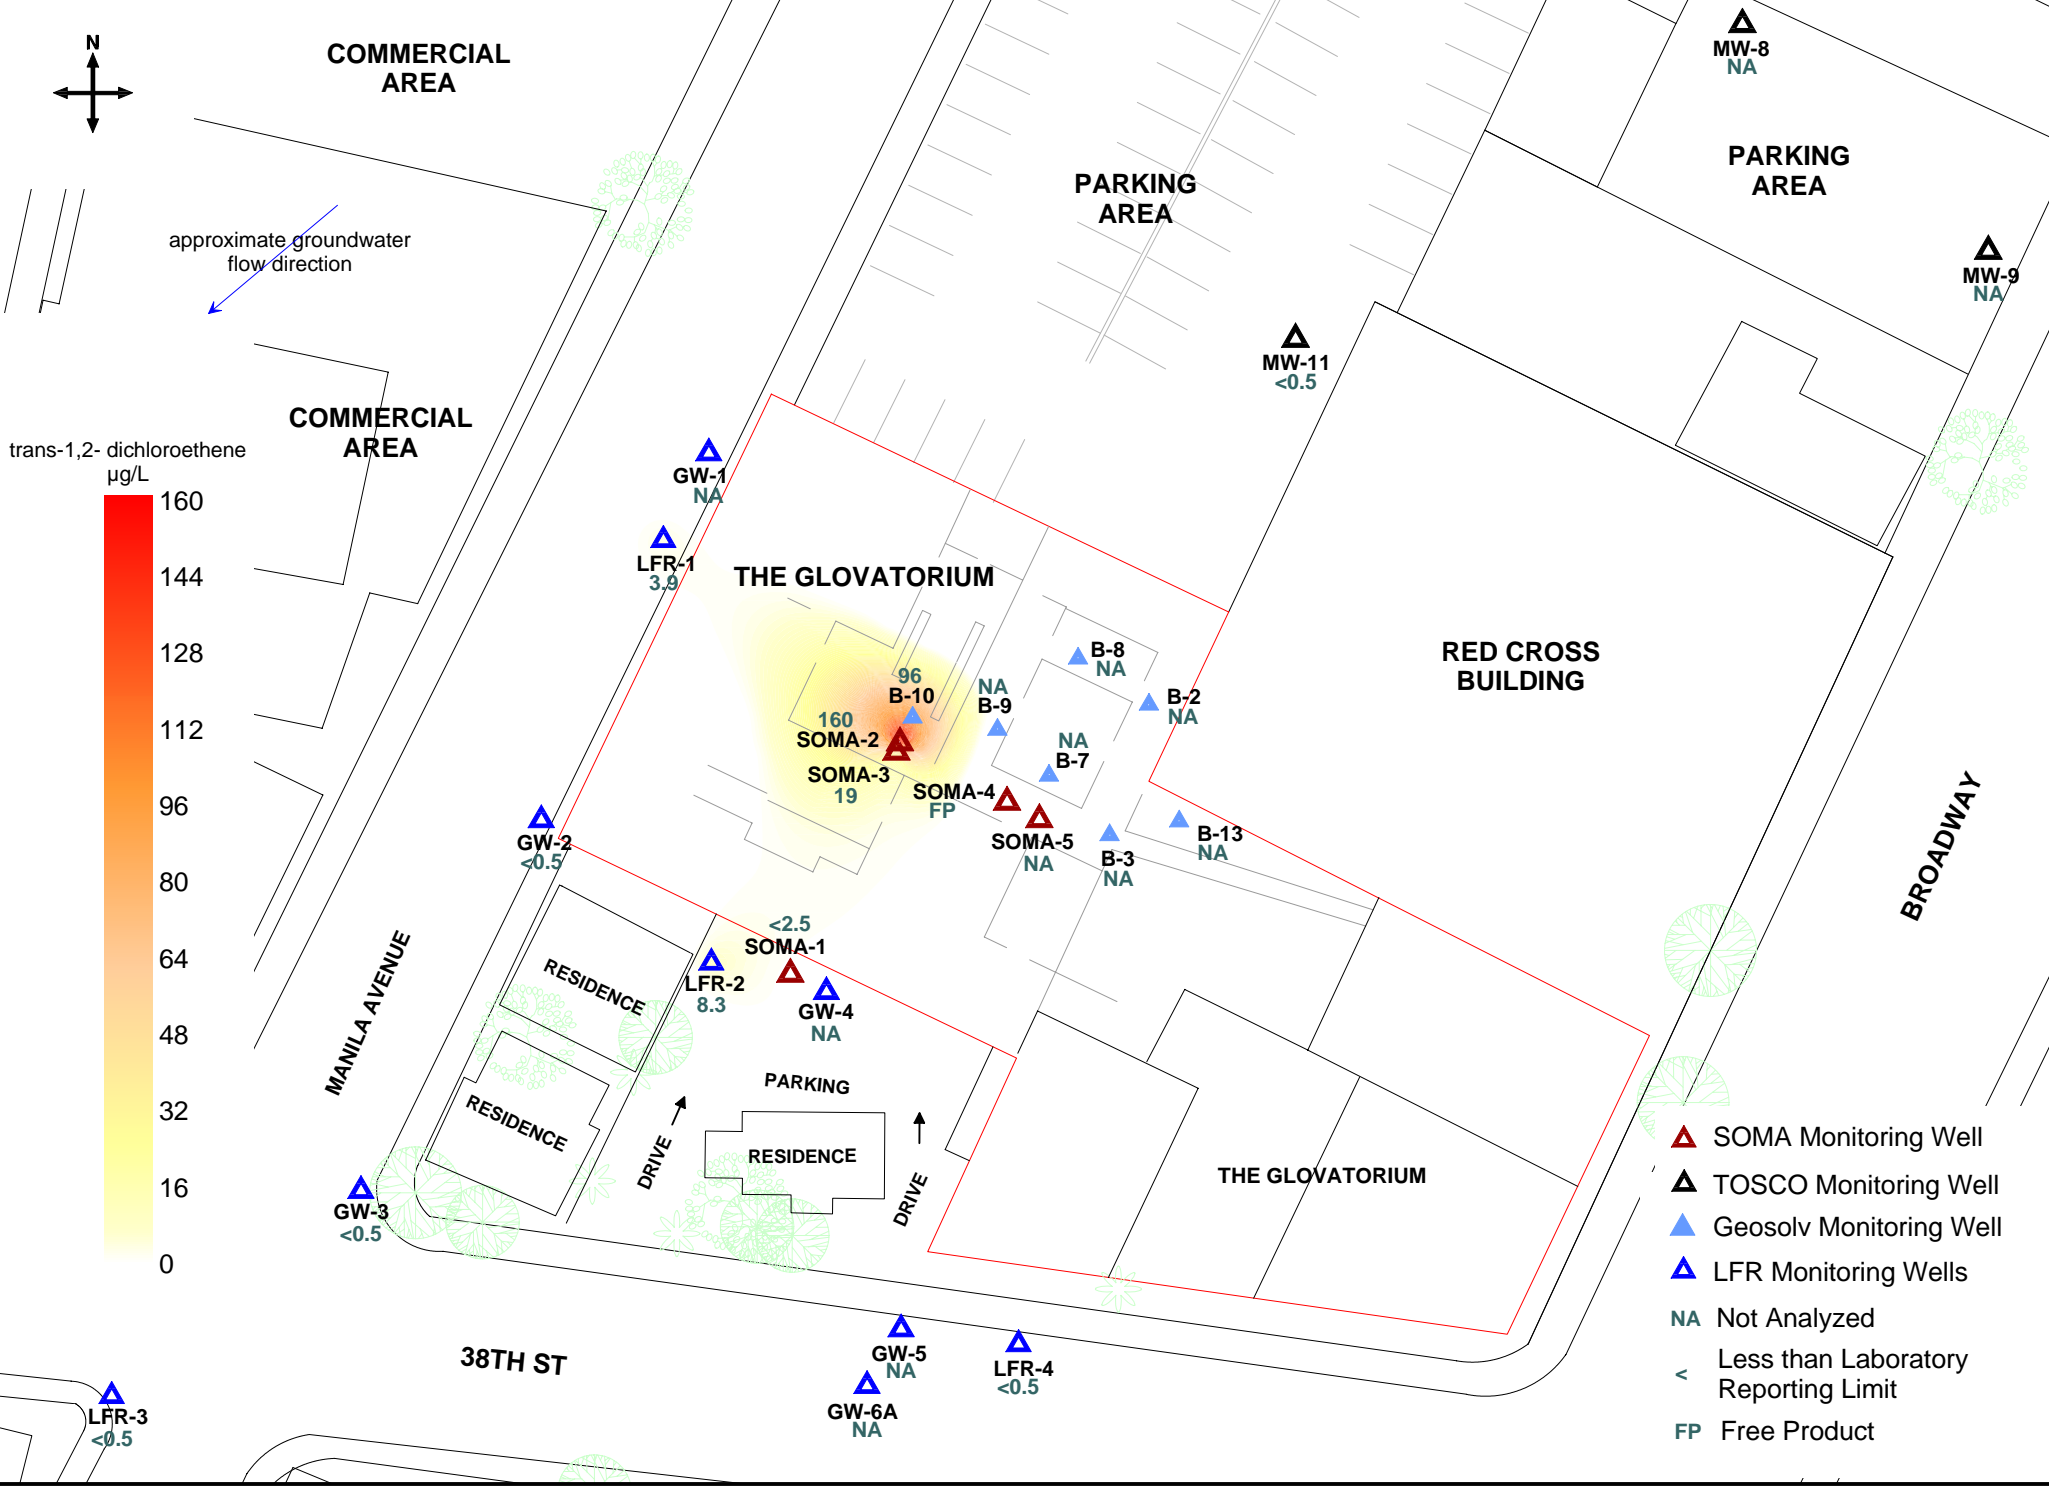 N
COMMERCIAL
AREA
MW-8
NA
PARKING
AREA
PARKING
AREA
approximate groundwater
flow direction
MW-9
NA
MW-11
<0.5
COMMERCIAL
AREA
trans-1,2- dichloroethene
µg/L
160
144
128
112
96
80
64
48
32
16
0
GW-1
NA
LFR-1
3.9
THE GLOVATORIUM
RED CROSS
BUILDING
B-8
NA
96
B-10
NA
B-9
B-2
NA
160
SOMA-2
NA
B-7
SOMA-3
19
SOMA-4
FP
SOMA-5
NA
B-3
NA
B-13
NA
GW-2
<0.5
BROADWAY
<2.5
SOMA-1
LFR-2
8.3
GW-4
NA
RESIDENCE
MANILA AVENUE
PARKING
RESIDENCE
DRIVE
RESIDENCE
DRIVE
THE GLOVATORIUM
GW-3
<0.5
38TH ST
GW-5
NA
LFR-4
<0.5
GW-6A
NA
LFR-3
<0.5
SOMA Monitoring Well
TOSCO Monitoring Well
Geosolv Monitoring Well
LFR Monitoring Wells
NA Not Analyzed
< Less than Laboratory
Reporting Limit
FP Free Product